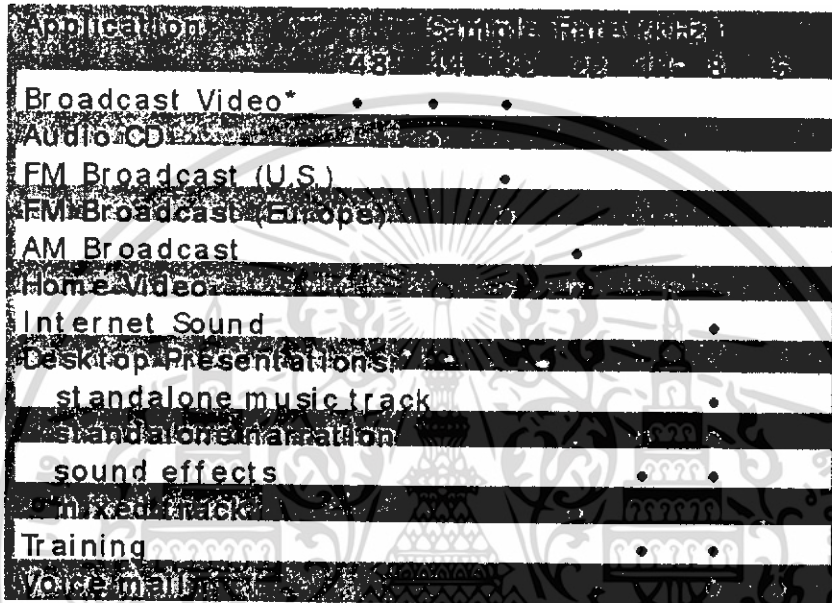 Application Sample Rate (kHz)
48 44 32 22 11 8
Broadcast Video* • • •
Audio CD
FM Broadcast (U.S.) •
FM Broadcast (Europe)
AM Broadcast •
Home Video
Internet Sound •
Desktop Presentations
standalone music track •
standalone narration
sound effects • •
mixed track
Training • •
Voice mail